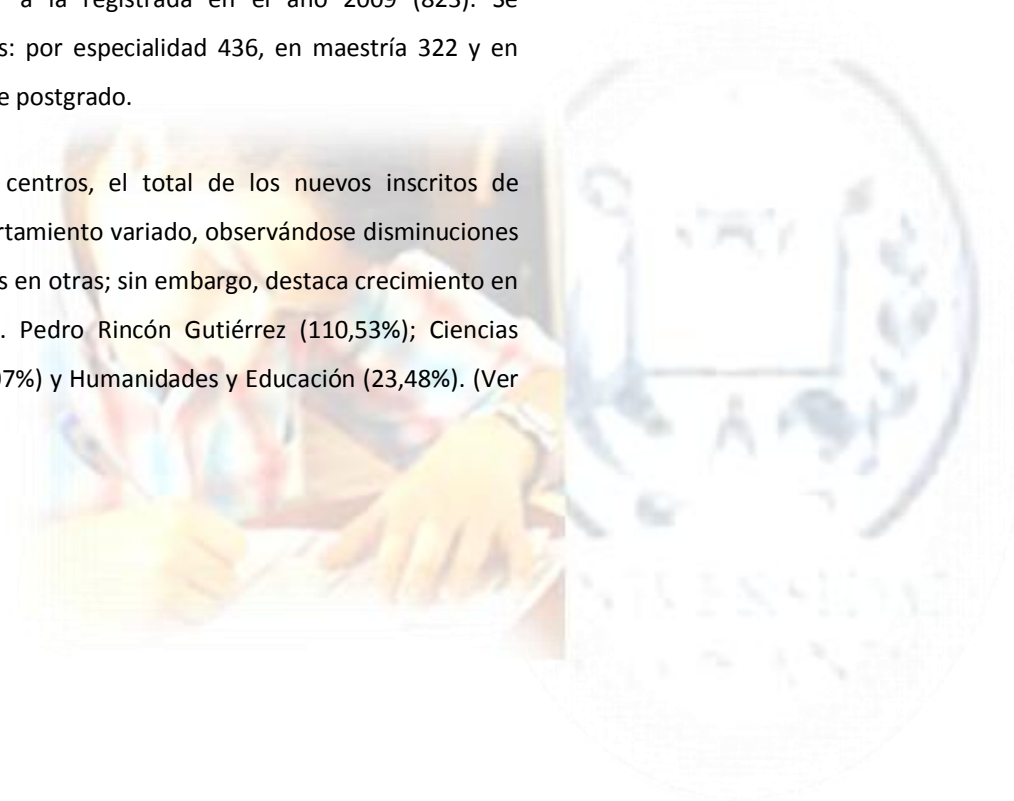 a la registrada en el año 2009 (823). Se
s: por especialidad 436, en maestría 322 y en
e postgrado.
centros, el total de los nuevos inscritos de
rtamiento variado, observándose disminuciones
s en otras; sin embargo, destaca crecimiento en
. Pedro Rincón Gutiérrez (110,53%); Ciencias
07%) y Humanidades y Educación (23,48%). (Ver